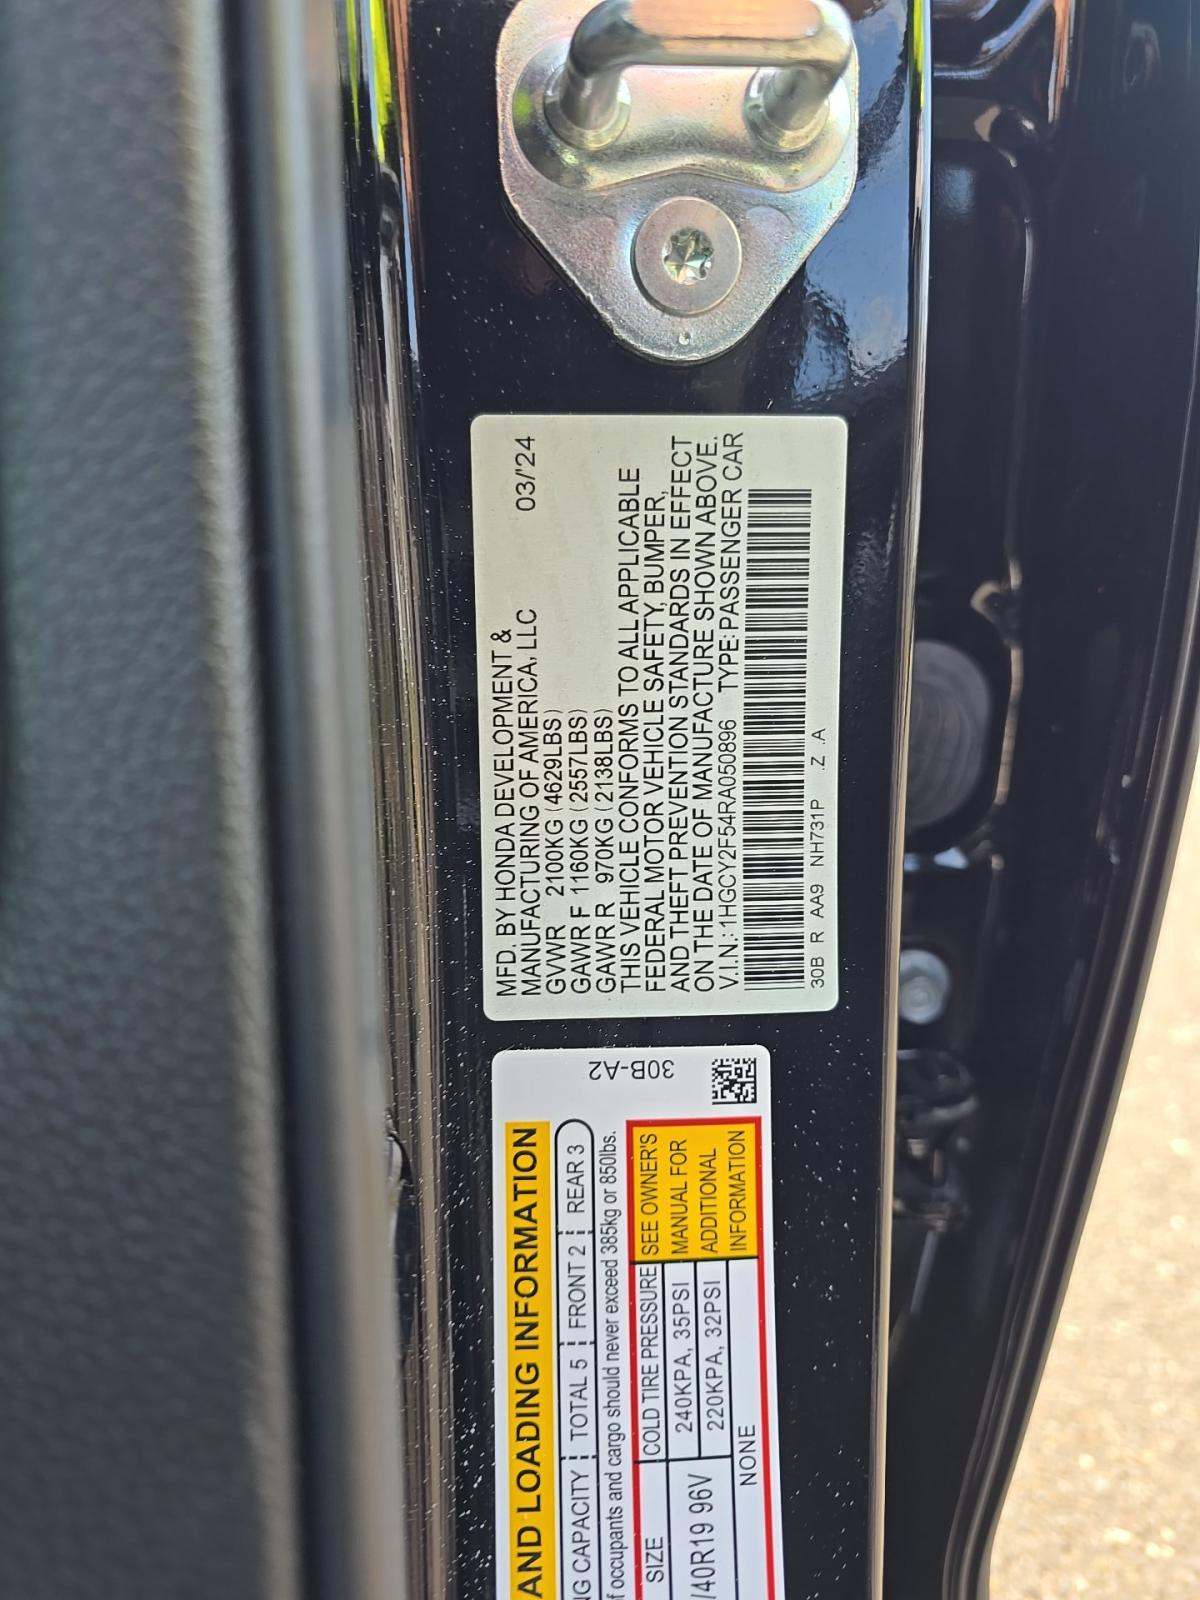 MFD. BY HONDA DEVELOPMENT &
MANUFACTURING OF AMERICA, LLC 03/'24
GVWR 2100KG (4629LBS)
GAWR F 1160KG (2557LBS)
GAWR R 970KG (2138LBS)
THIS VEHICLE CONFORMS TO ALL APPLICABLE
FEDERAL MOTOR VEHICLE SAFETY, BUMPER,
AND THEFT PREVENTION STANDARDS IN EFFECT
ON THE DATE OF MANUFACTURE SHOWN ABOVE.
V.I.N.: 1HGCY2F54RA050896 TYPE: PASSENGER CAR
30B R AA9 NH731P .Z .A
30B-A2
AND LOADING INFORMATION
NG CAPACITY TOTAL 5 FRONT 2 REAR 3
of occupants and cargo should never exceed 385kg or 850lbs.
SIZE COLD TIRE PRESSURE SEE OWNER'S
MANUAL FOR
ADDITIONAL
INFORMATION
/40R19 96V 240KPA, 35PSI
220KPA, 32PSI
NONE